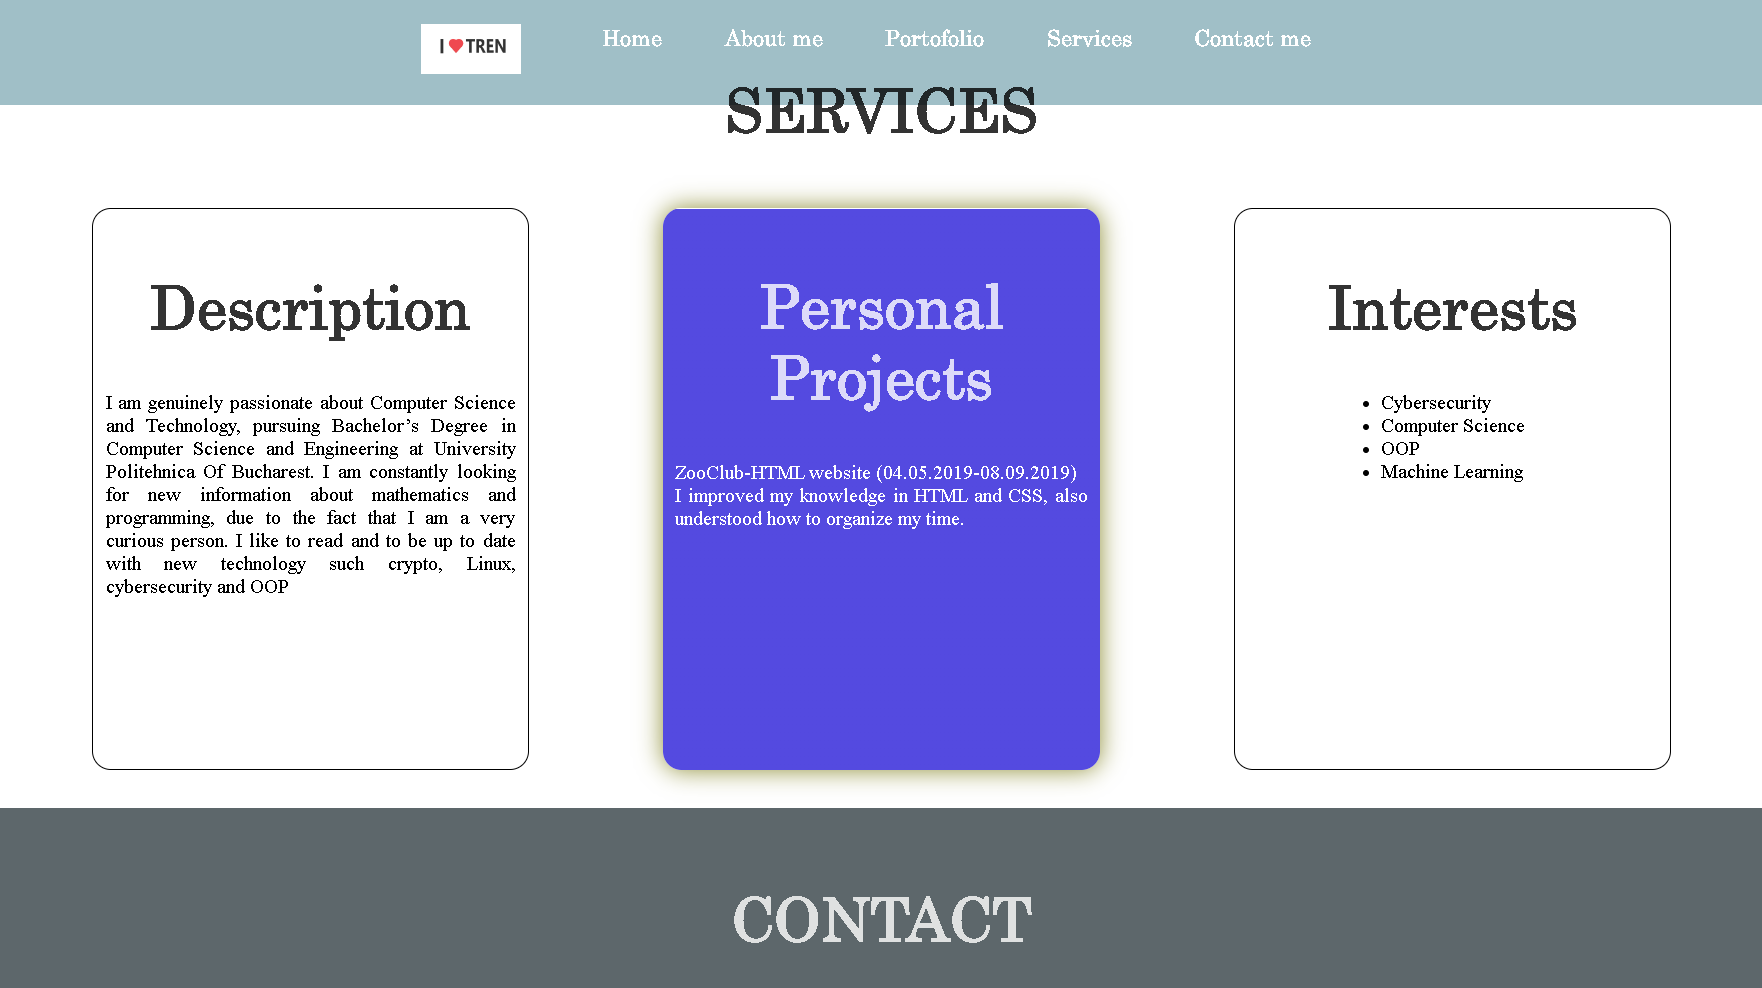 I ❤ TREN
Home About me Portofolio Services Contact me
SERVICES
Description
I am genuinely passionate about Computer Science
and Technology, pursuing Bachelor’s Degree in
Computer Science and Engineering at University
Politehnica Of Bucharest. I am constantly looking
for new information about mathematics and
programming, due to the fact that I am a very
curious person. I like to read and to be up to date
with new technology such crypto, Linux,
cybersecurity and OOP
Personal
Projects
ZooClub-HTML website (04.05.2019-08.09.2019)
I improved my knowledge in HTML and CSS, also
understood how to organize my time.
Interests
• Cybersecurity
• Computer Science
• OOP
• Machine Learning
CONTACT